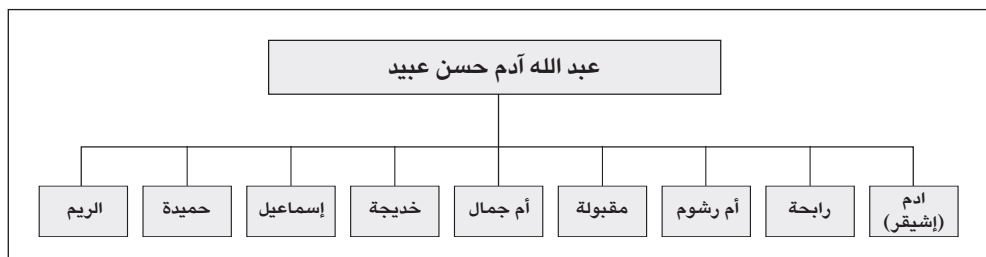 عبد الله آدم حسن عبيد
ادم
(إشيقر)
رابحة
أم رشوم
مقبولة
أم جمال
خديجة
إسماعيل
حميدة
الريم